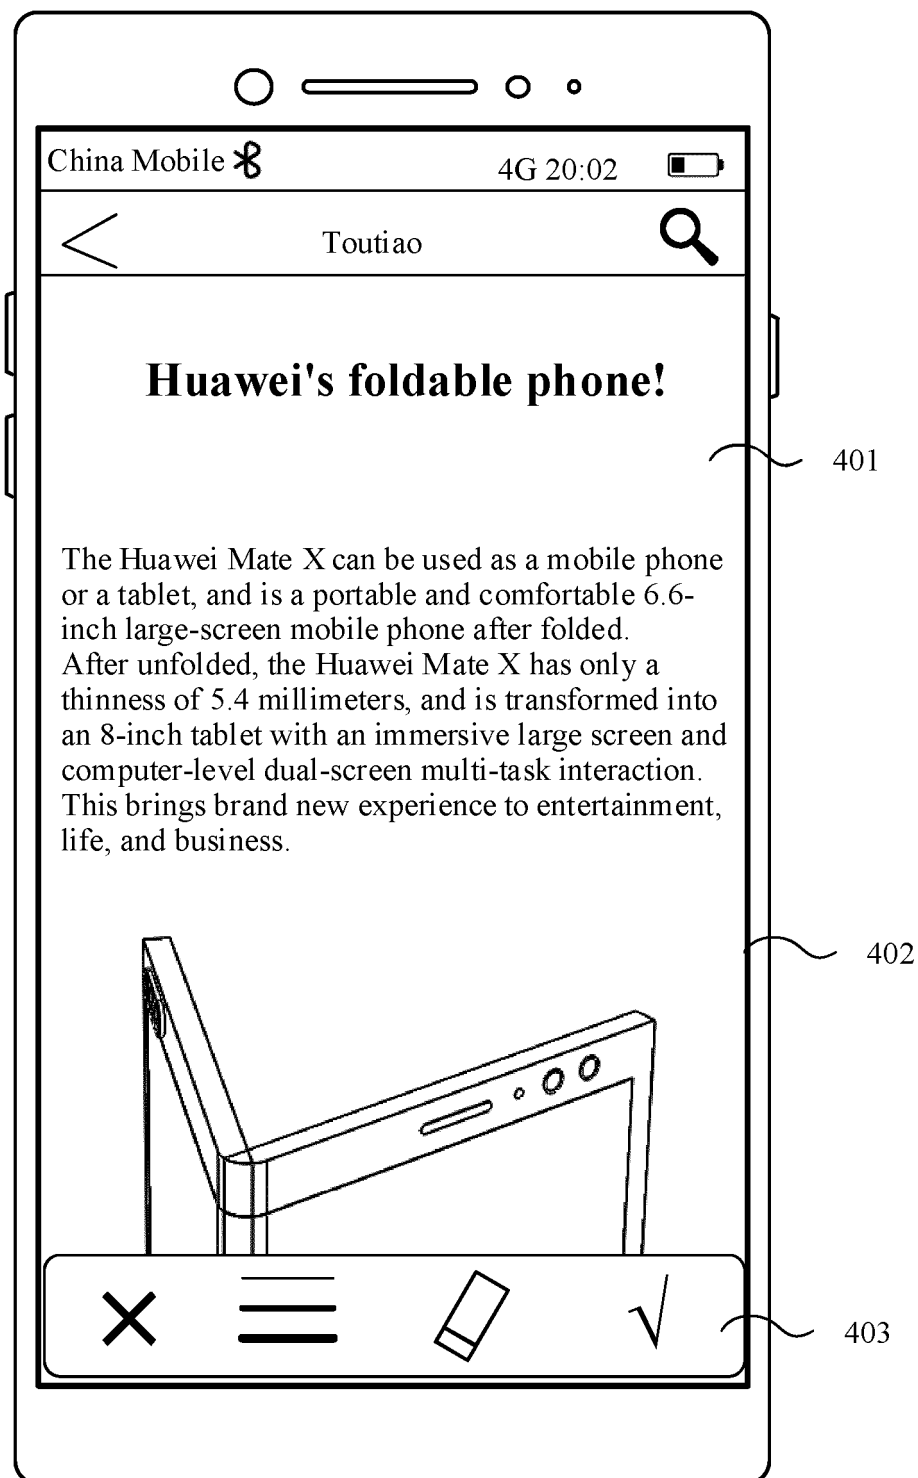 China Mobile 4G 20:02
Toutiao
Huawei's foldable phone!
401
The Huawei Mate X can be used as a mobile phone
or a tablet, and is a portable and comfortable 6.6-
inch large-screen mobile phone after folded.
After unfolded, the Huawei Mate X has only a
thinness of 5.4 millimeters, and is transformed into
an 8-inch tablet with an immersive large screen and
computer-level dual-screen multi-task interaction.
This brings brand new experience to entertainment,
life, and business.
402
403